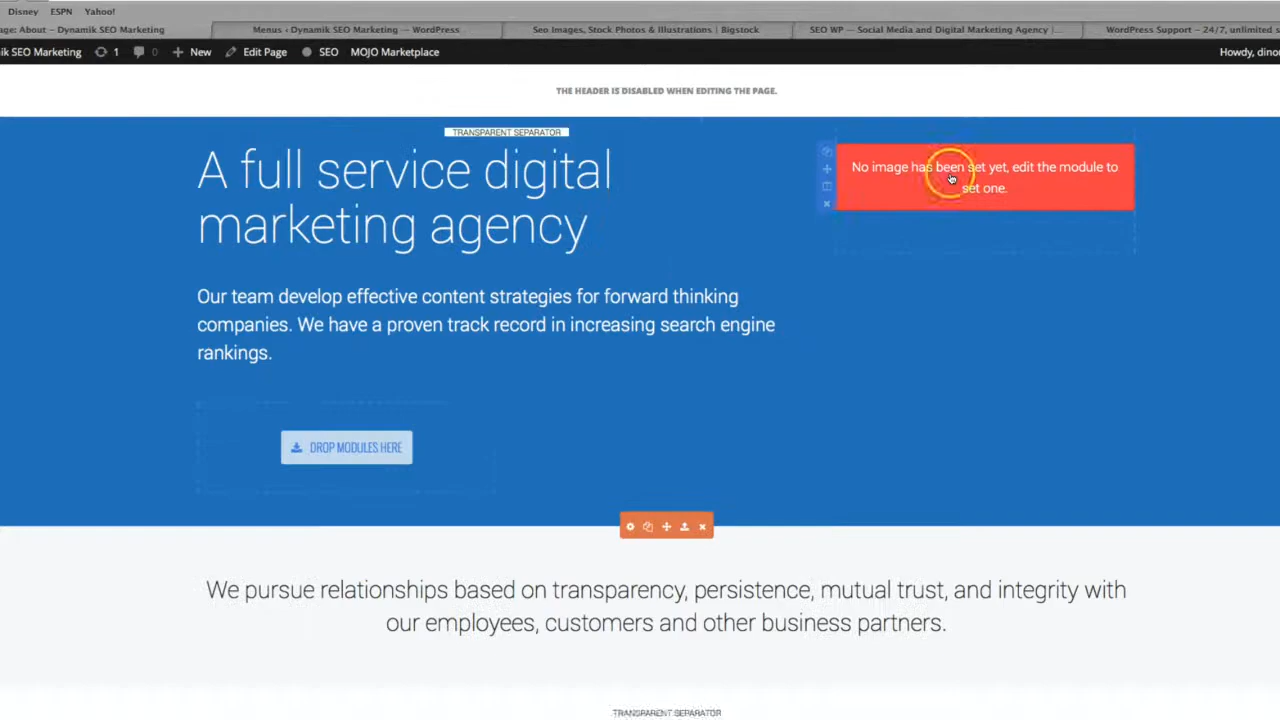 Disney ESPN Yahoo!
age: About – Dynamik SEO Marketing
Menus ‹ Dynamik SEO Marketing — WordPress
Seo Images, Stock Photos & Illustrations | Bigstock
SEO WP — Social Media and Digital Marketing Agency |...
WordPress Support – 24/7, unlimited s
ik SEO Marketing 1 0 New Edit Page SEO MOJO Marketplace Howdy, dino
THE HEADER IS DISABLED WHEN EDITING THE PAGE.
TRANSPARENT SEPARATOR
A full service digital
marketing agency
No image has been set yet, edit the module to
set one.
Our team develop effective content strategies for forward thinking
companies. We have a proven track record in increasing search engine
rankings.
DROP MODULES HERE
We pursue relationships based on transparency, persistence, mutual trust, and integrity with
our employees, customers and other business partners.
TRANSPARENT SEPARATOR